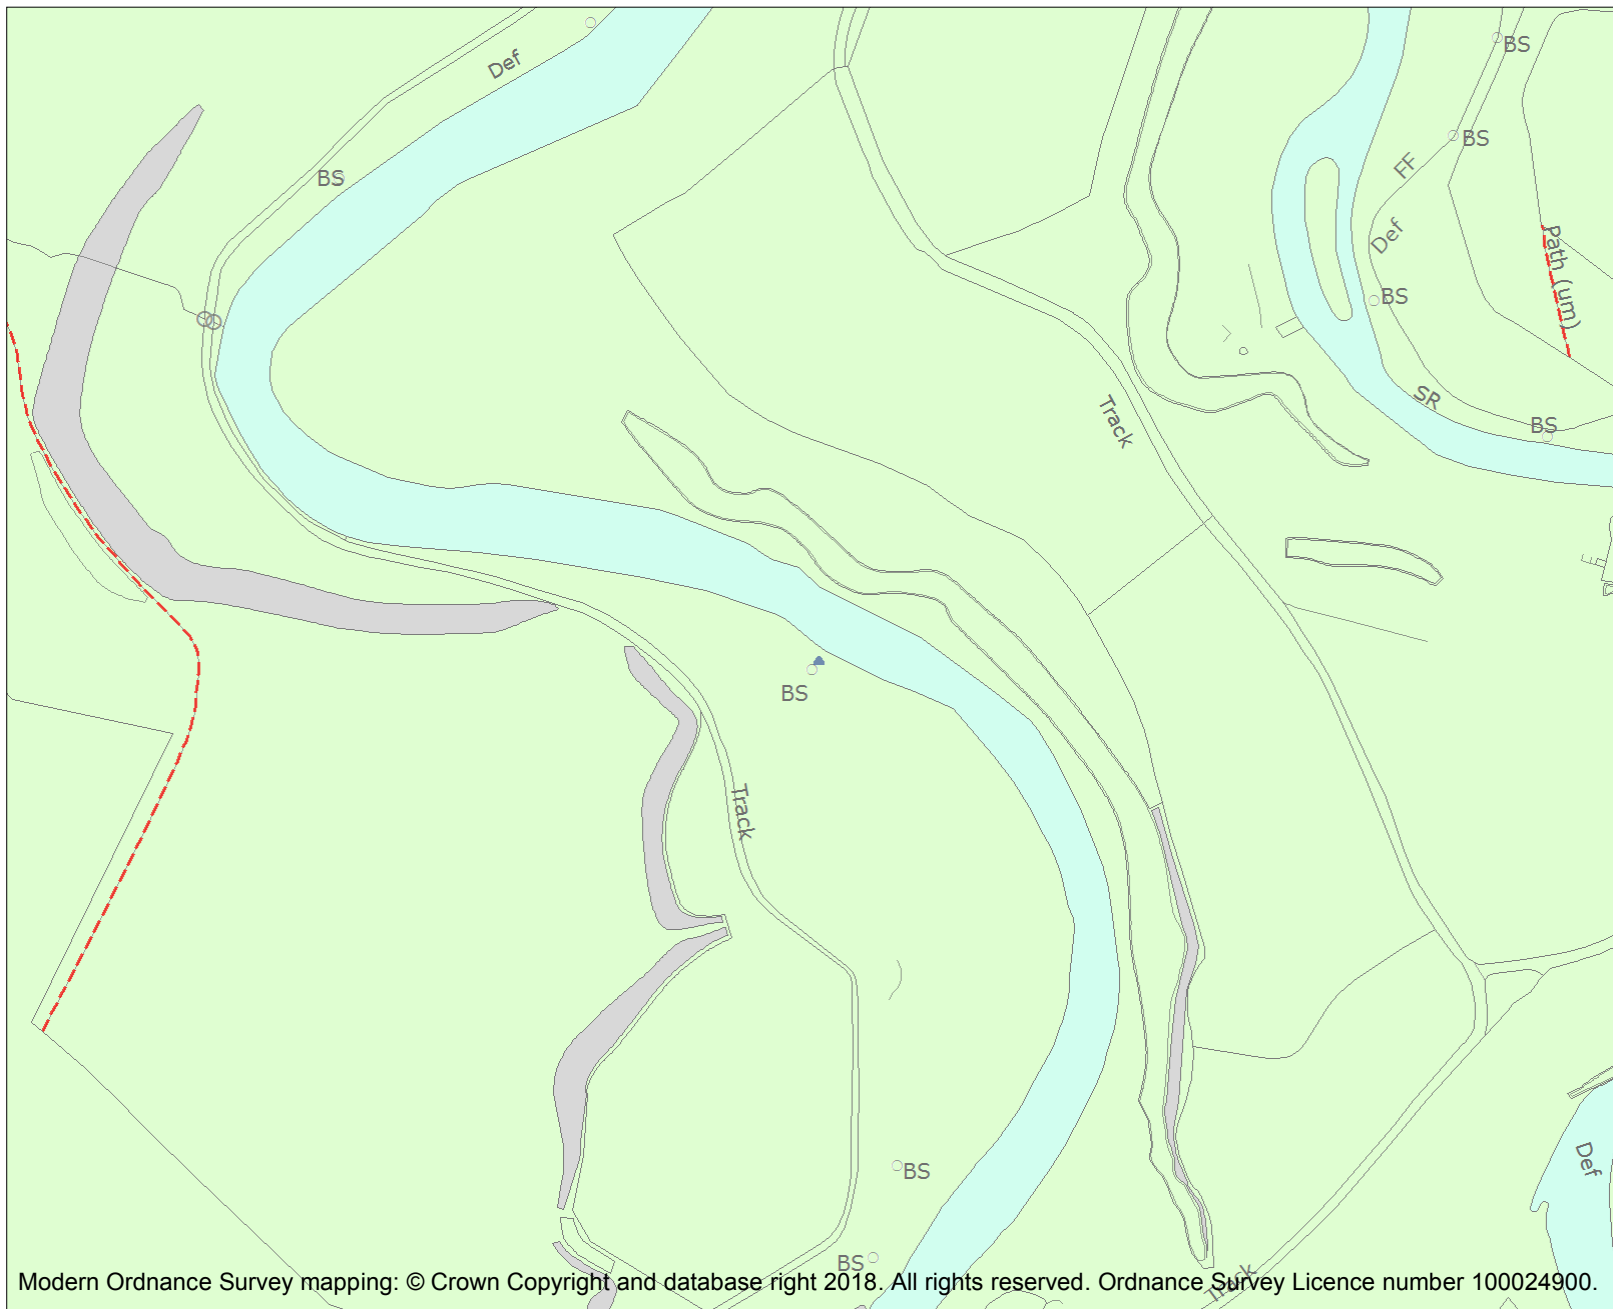 BS
Def
BS
FF
BS
Def
Path (um)
BS
SR
Track
BS
BS
Track
Def
BS
BS
Track
Modern Ordnance Survey mapping: © Crown Copyright and database right 2018. All rights reserved. Ordnance Survey Licence number 100024900.